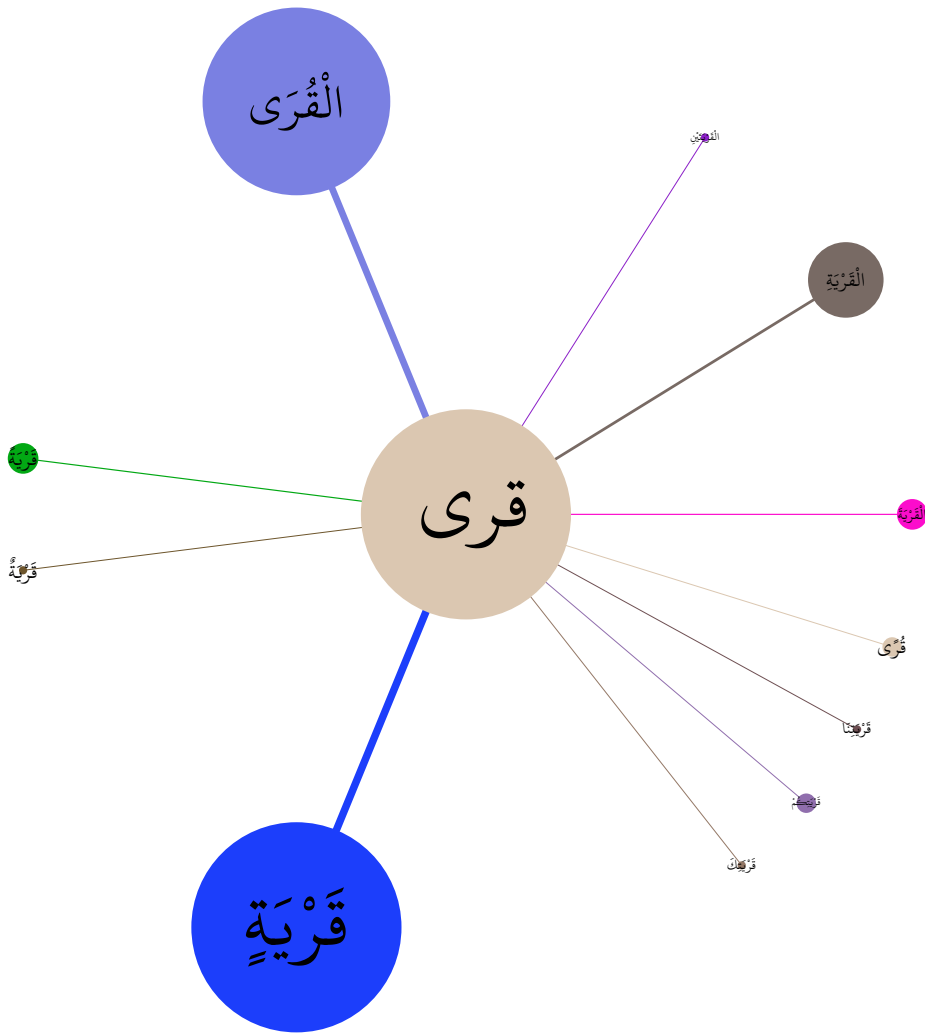 الْقُرَى
الْقَرْيَتَيْنِ
الْقَرْيَةِ
قَرْيَةً
قرى
الْقَرْيَةَ
قَرْيَةٌ
قُرًى
قَرْيَتِنَا
قَرْيَتِكُمْ
قَرْيَتِكَ
قَرْيَةٍ